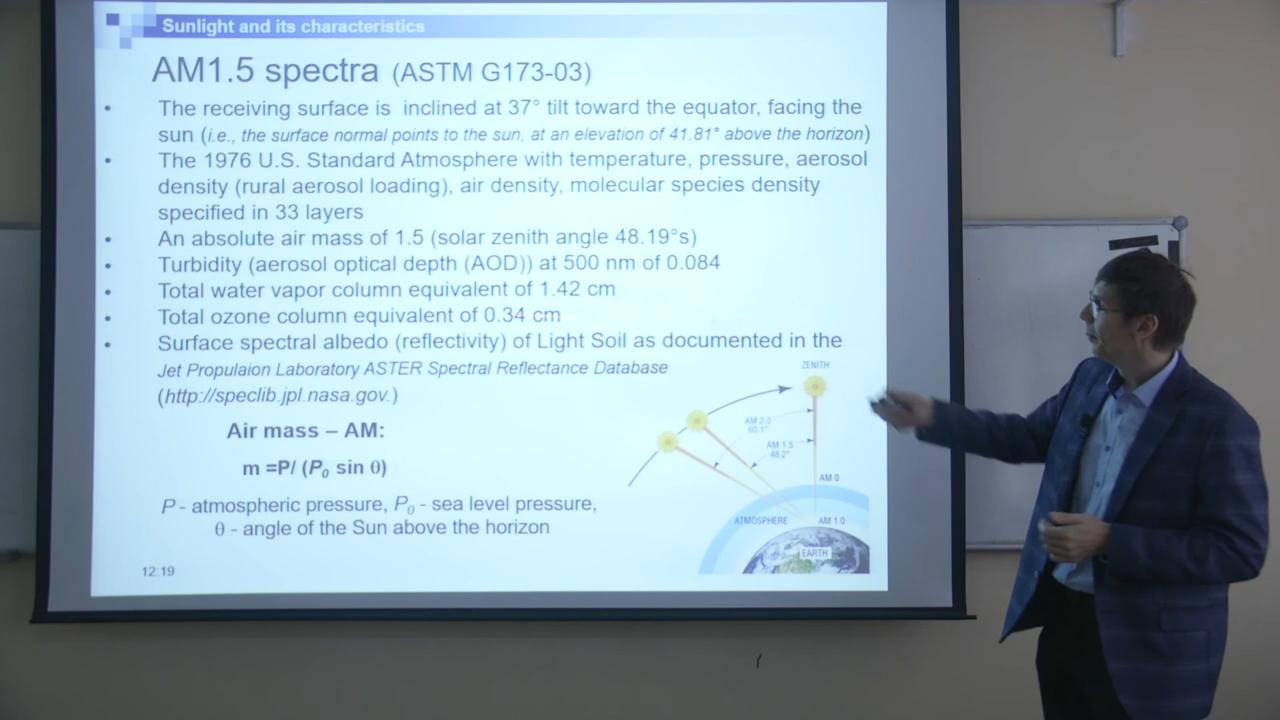 Sunlight and its characteristics
AM1.5 spectra (ASTM G173-03)
• The receiving surface is inclined at 37° tilt toward the equator, facing the
sun (i.e., the surface normal points to the sun, at an elevation of 41.81° above the horizon)
• The 1976 U.S. Standard Atmosphere with temperature, pressure, aerosol
density (rural aerosol loading), air density, molecular species density
specified in 33 layers
• An absolute air mass of 1.5 (solar zenith angle 48.19°s)
• Turbidity (aerosol optical depth (AOD)) at 500 nm of 0.084
• Total water vapor column equivalent of 1.42 cm
• Total ozone column equivalent of 0.34 cm
• Surface spectral albedo (reflectivity) of Light Soil as documented in the
Jet Propulaion Laboratory ASTER Spectral Reflectance Database
(http://speclib.jpl.nasa.gov.)
Air mass – AM:
m =P/ (P₀ sin θ)
P - atmospheric pressure, P₀ - sea level pressure,
θ - angle of the Sun above the horizon
12:19
ZENITH
AM 2.0
60.1°
AM 1.5
48.2°
AM 0
ATMOSPHERE
AM 1.0
EARTH